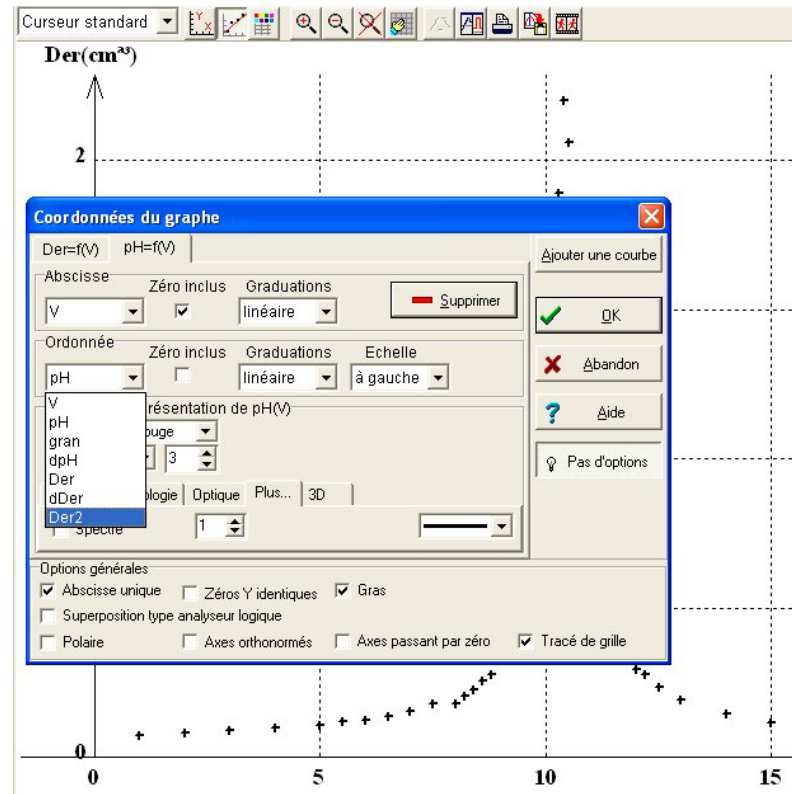 Curseur standard
Der(cm⁻³)
2
Coordonnées du graphe
Der=f(V) pH=f(V)
Ajouter une courbe
Abscisse
Zéro inclus Graduations
V linéaire Supprimer
OK
Ordonnée
Zéro inclus Graduations Echelle
pH linéaire à gauche
Abandon
V
résentation de pH(V)
pH
ouge
Aide
gran
dpH
3
Pas d'options
Der
dDer
ologie Optique Plus... 3D
Der2
Spectre 1
Options générales
Abscisse unique Zéros Y identiques Gras
Superposition type analyseur logique
Polaire Axes orthonormés Axes passant par zéro Tracé de grille
0
0 5 10 15